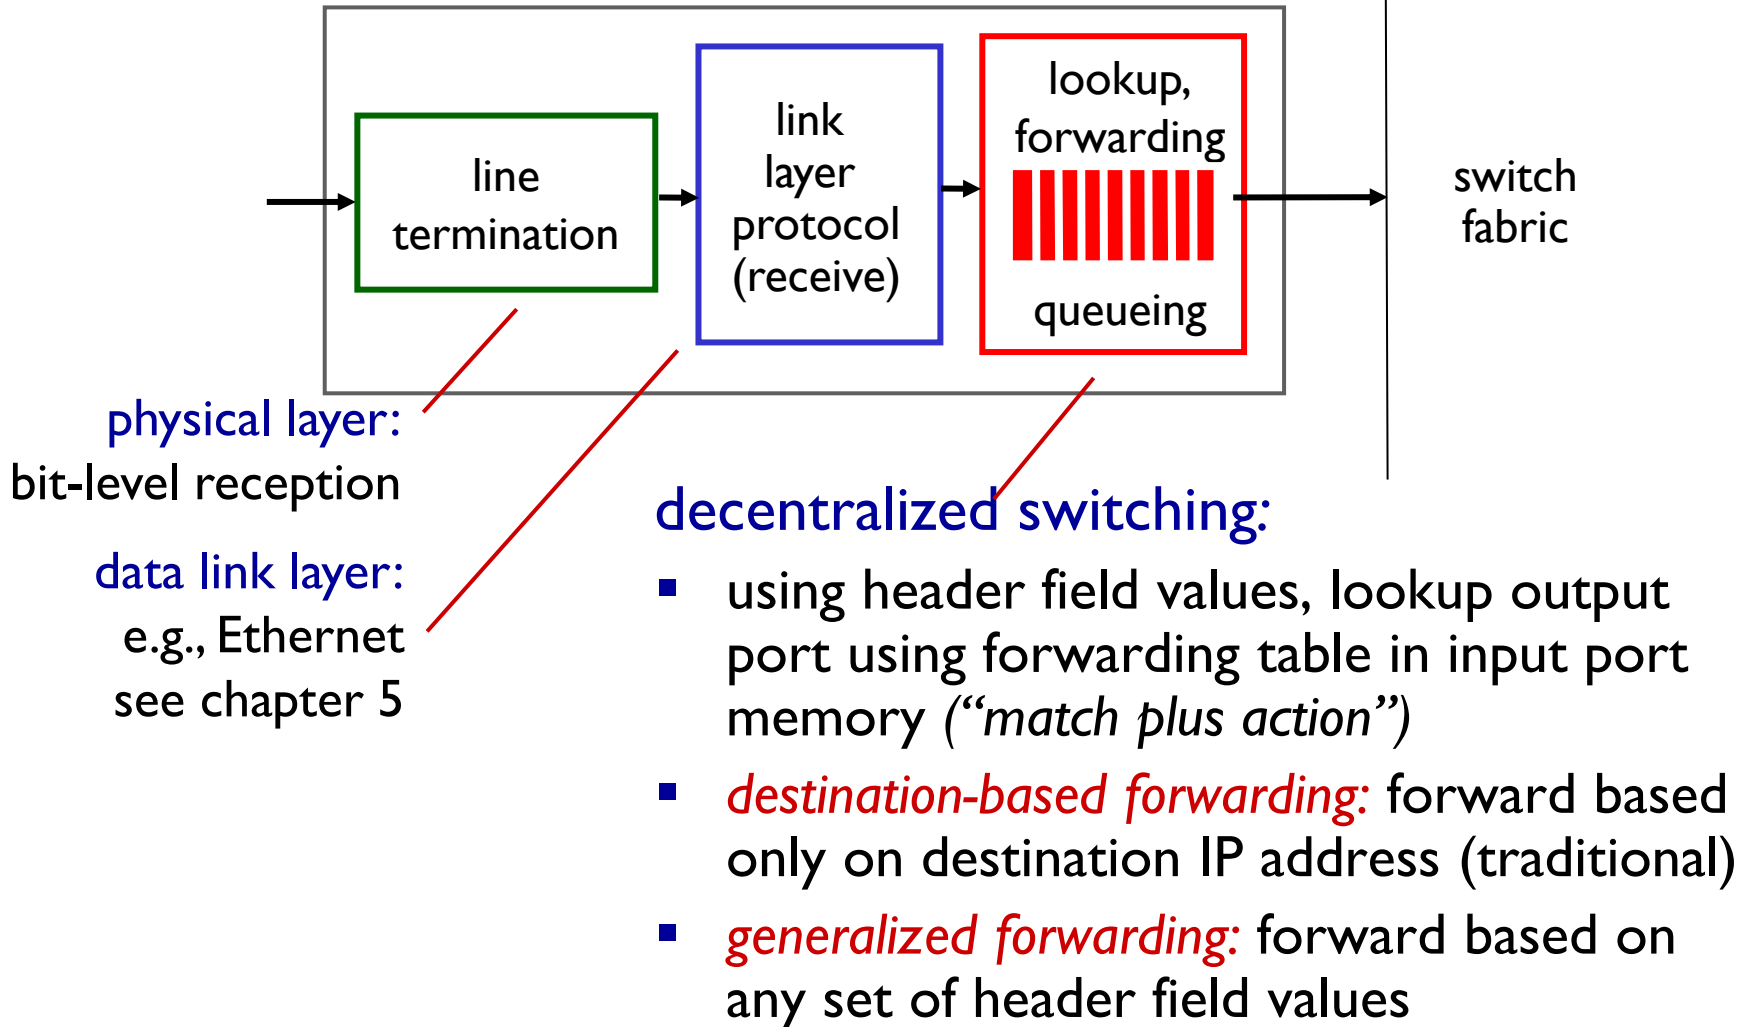 line
termination
link
layer
protocol
(receive)
lookup,
forwarding
queueing
switch
fabric
physical layer:
bit-level reception
data link layer:
e.g., Ethernet
see chapter 5
decentralized switching:
▪ using header field values, lookup output
port using forwarding table in input port
memory (“match plus action”)
▪ destination-based forwarding: forward based
only on destination IP address (traditional)
▪ generalized forwarding: forward based on
any set of header field values